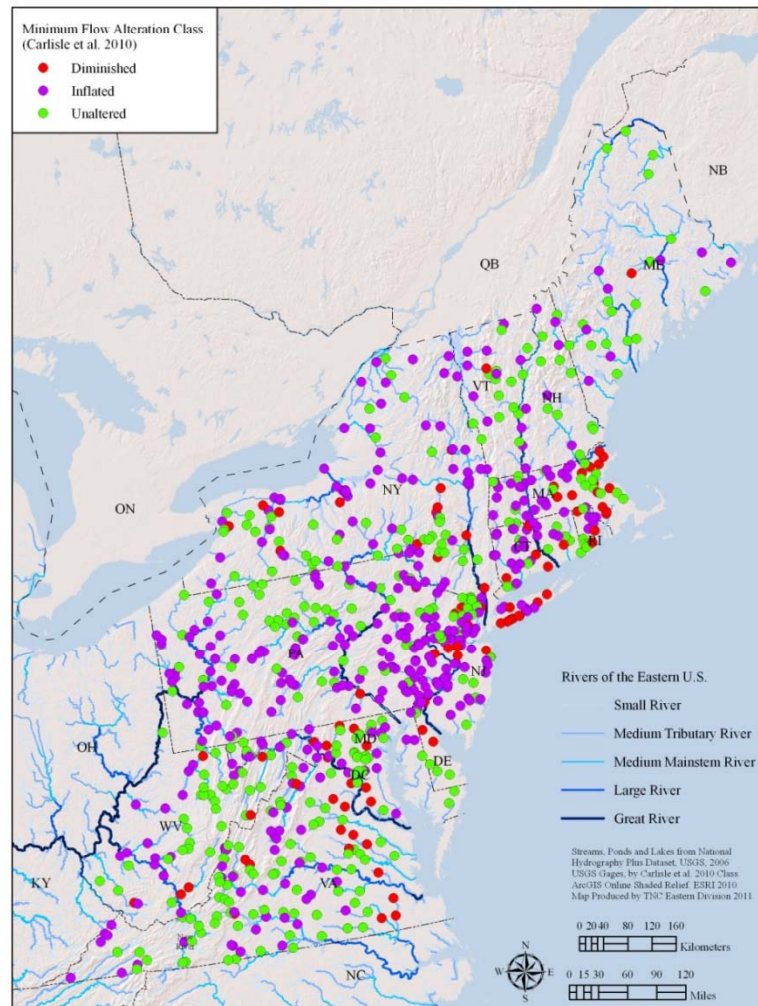 Minimum Flow Alteration Class
(Carlisle et al. 2010)
Diminished
Inflated
Unaltered
NB
ME
QB
VT
NH
ON
NY
MA
CT
RI
PA
NJ
OH
MD
DE
DC
WV
KY
VA
NC
Rivers of the Eastern U.S.
Small River
Medium Tributary River
Medium Mainstem River
Large River
Great River
Streams, Ponds and Lakes from National
Hydrography Plus Dataset, USGS, 2006
USGS Gages, by Carlisle et al. 2010 Class.
ArcGIS Online Shaded Relief: ESRI 2010.
Map Produced by TNC Eastern Division 2011.
0 20 40 80 120 160
Kilometers
0 15 30 60 90 120
Miles
N
W
E
S